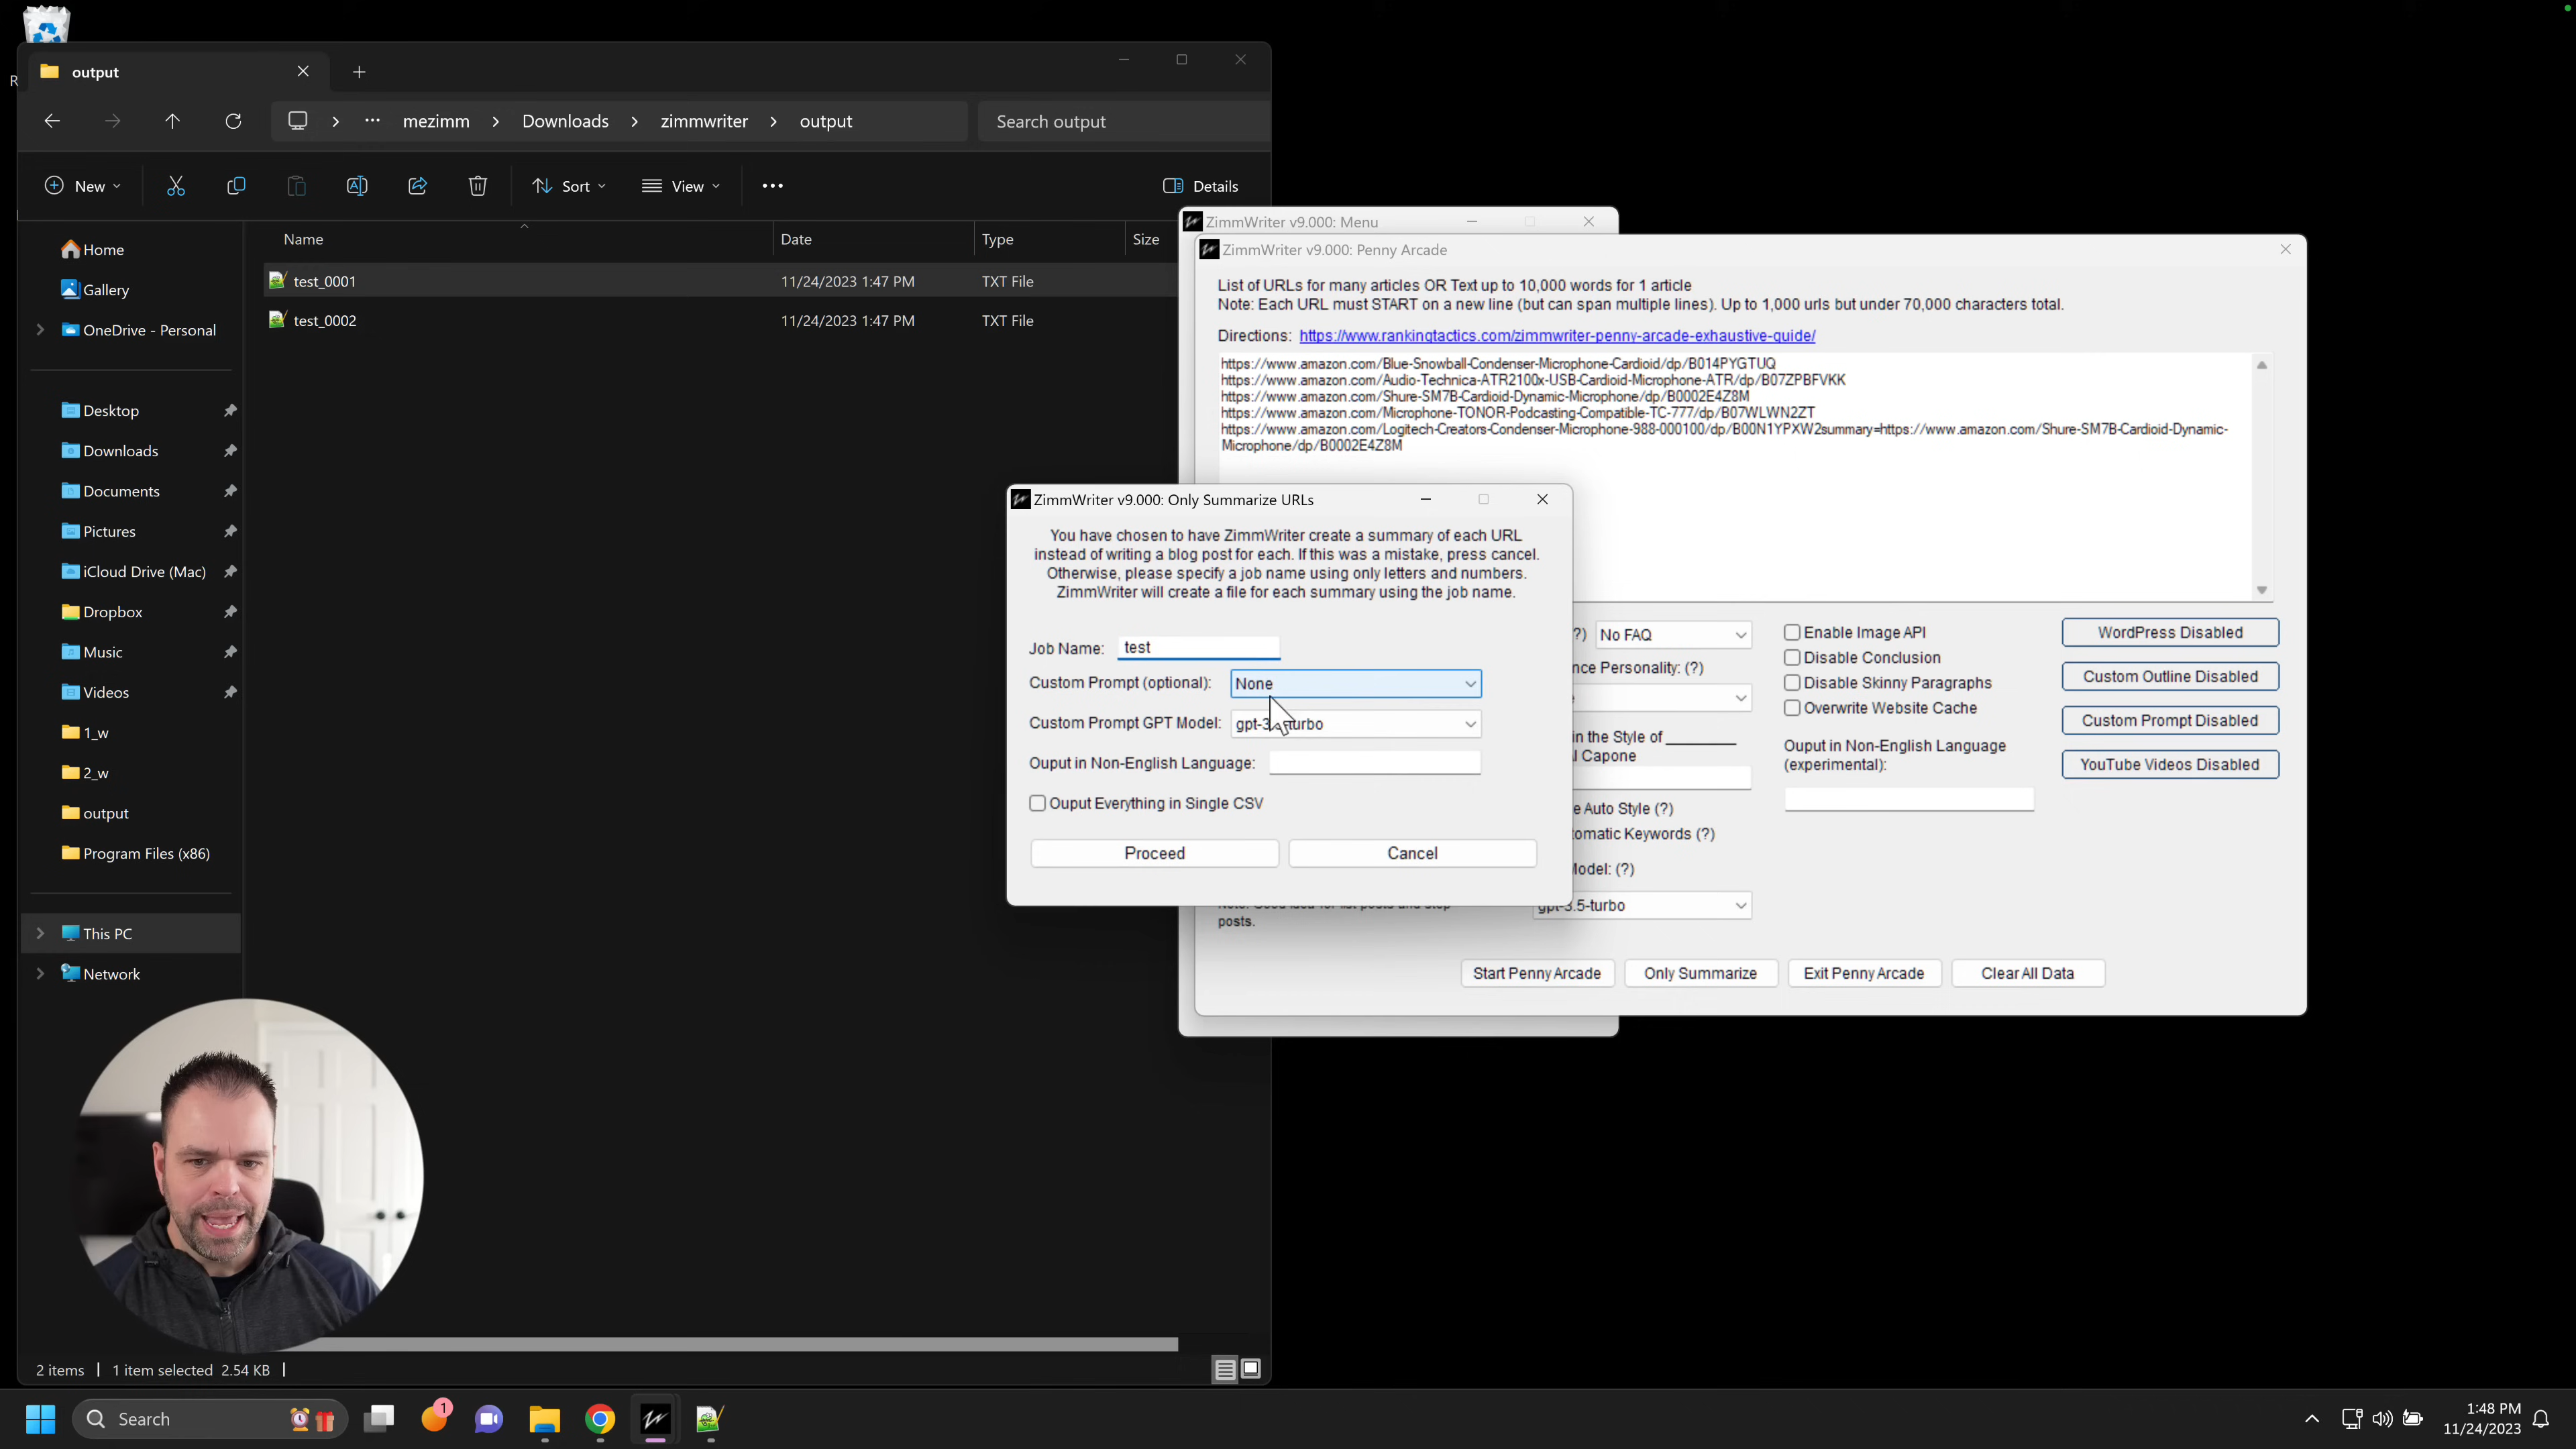 output
mezimm
Downloads
zimmwriter
output
Search output
New
Sort
View
Details
Name
Date
Type
Size
test_0001
11/24/2023 1:47 PM
TXT File
test_0002
11/24/2023 1:47 PM
TXT File
Home
Gallery
OneDrive - Personal
Desktop
Downloads
Documents
Pictures
iCloud Drive (Mac)
Dropbox
Music
Videos
1_w
2_w
output
Program Files (x86)
This PC
Network
2 items
1 item selected 2.54 KB
ZimmWriter v9.000: Menu
ZimmWriter v9.000: Penny Arcade
List of URLs for many articles OR Text up to 10,000 words for 1 article
Note: Each URL must START on a new line (but can span multiple lines). Up to 1,000 urls but under 70,000 characters total.
Directions: https://www.rankingtactics.com/zimmwriter-penny-arcade-exhaustive-guide/
https://www.amazon.com/Blue-Snowball-Condenser-Microphone-Cardioid/dp/B014PYGTUQ
https://www.amazon.com/Audio-Technica-ATR2100x-USB-Cardioid-Microphone-ATR/dp/B07ZPBFVKK
https://www.amazon.com/Shure-SM7B-Cardioid-Dynamic-Microphone/dp/B0002E4Z8M
https://www.amazon.com/Microphone-TONOR-Podcasting-Compatible-TC-777/dp/B07WLWN2ZT
https://www.amazon.com/Logitech-Creators-Condenser-Microphone-988-000100/dp/B00N1YPXW2summary=https://www.amazon.com/Shure-SM7B-Cardioid-Dynamic-
Microphone/dp/B0002E4Z8M
ZimmWriter v9.000: Only Summarize URLs
You have chosen to have ZimmWriter create a summary of each URL
instead of writing a blog post for each. If this was a mistake, press cancel.
Otherwise, please specify a job name using only letters and numbers.
ZimmWriter will create a file for each summary using the job name.
Job Name: test
Custom Prompt (optional): None
Custom Prompt GPT Model: gpt-3. turbo
Ouput in Non-English Language:
Ouput Everything in Single CSV
Proceed
Cancel
?)
No FAQ
nce Personality: (?)
in the Style of ________
l Capone
e Auto Style (?)
omatic Keywords (?)
Model: (?)
gpt-3.5-turbo
posts.
Enable Image API
Disable Conclusion
Disable Skinny Paragraphs
Overwrite Website Cache
Ouput in Non-English Language
(experimental):
WordPress Disabled
Custom Outline Disabled
Custom Prompt Disabled
YouTube Videos Disabled
Start Penny Arcade
Only Summarize
Exit Penny Arcade
Clear All Data
Search
1
1:48 PM
11/24/2023